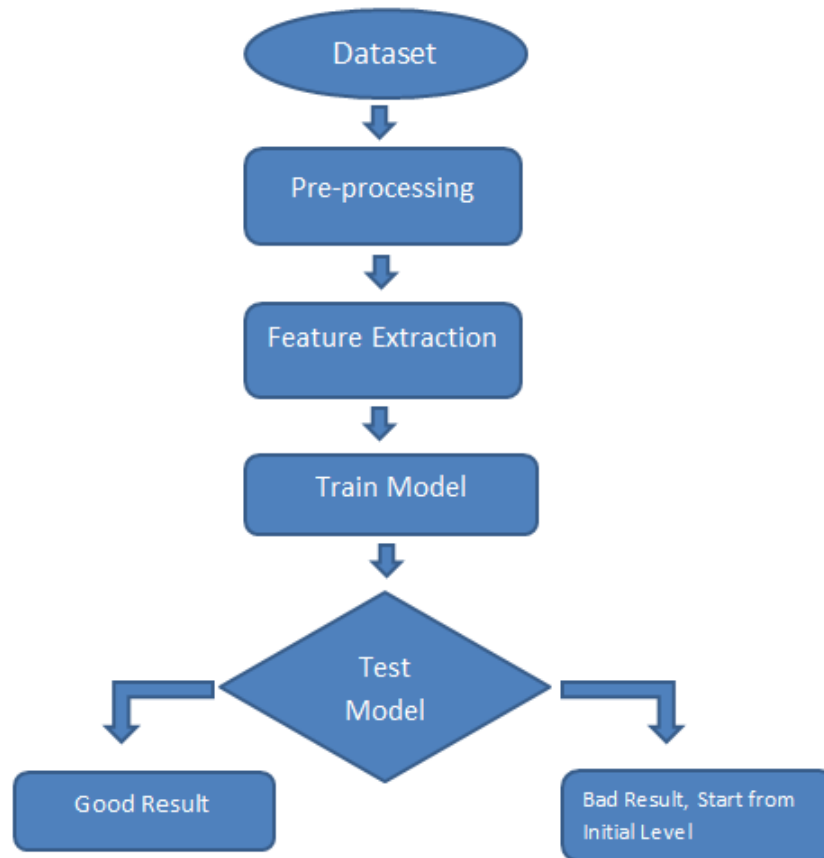 Dataset
Pre-processing
Feature Extraction
Train Model
Test
Model
Good Result
Bad Result, Start from
Initial Level